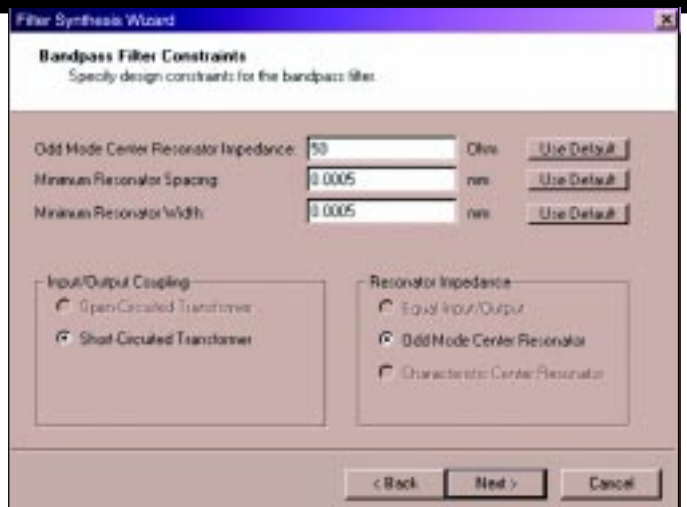 Filter Synthesis Wizard
Bandpass Filter Constraints
Specify design constraints for the bandpass filter
Odd Mode Center Resonator Impedance: 50 Ohm Use Default
Minimum Resonator Spacing: 0.0005 mm Use Default
Minimum Resonator Width: 0.0005 mm Use Default
Input/Output Coupling
Open-Circuited Transformer
Short-Circuited Transformer
Resonator Impedance
Equal Input/Output
Odd Mode Center Resonator
Characteristic Center Resonator
< Back
Next >
Cancel